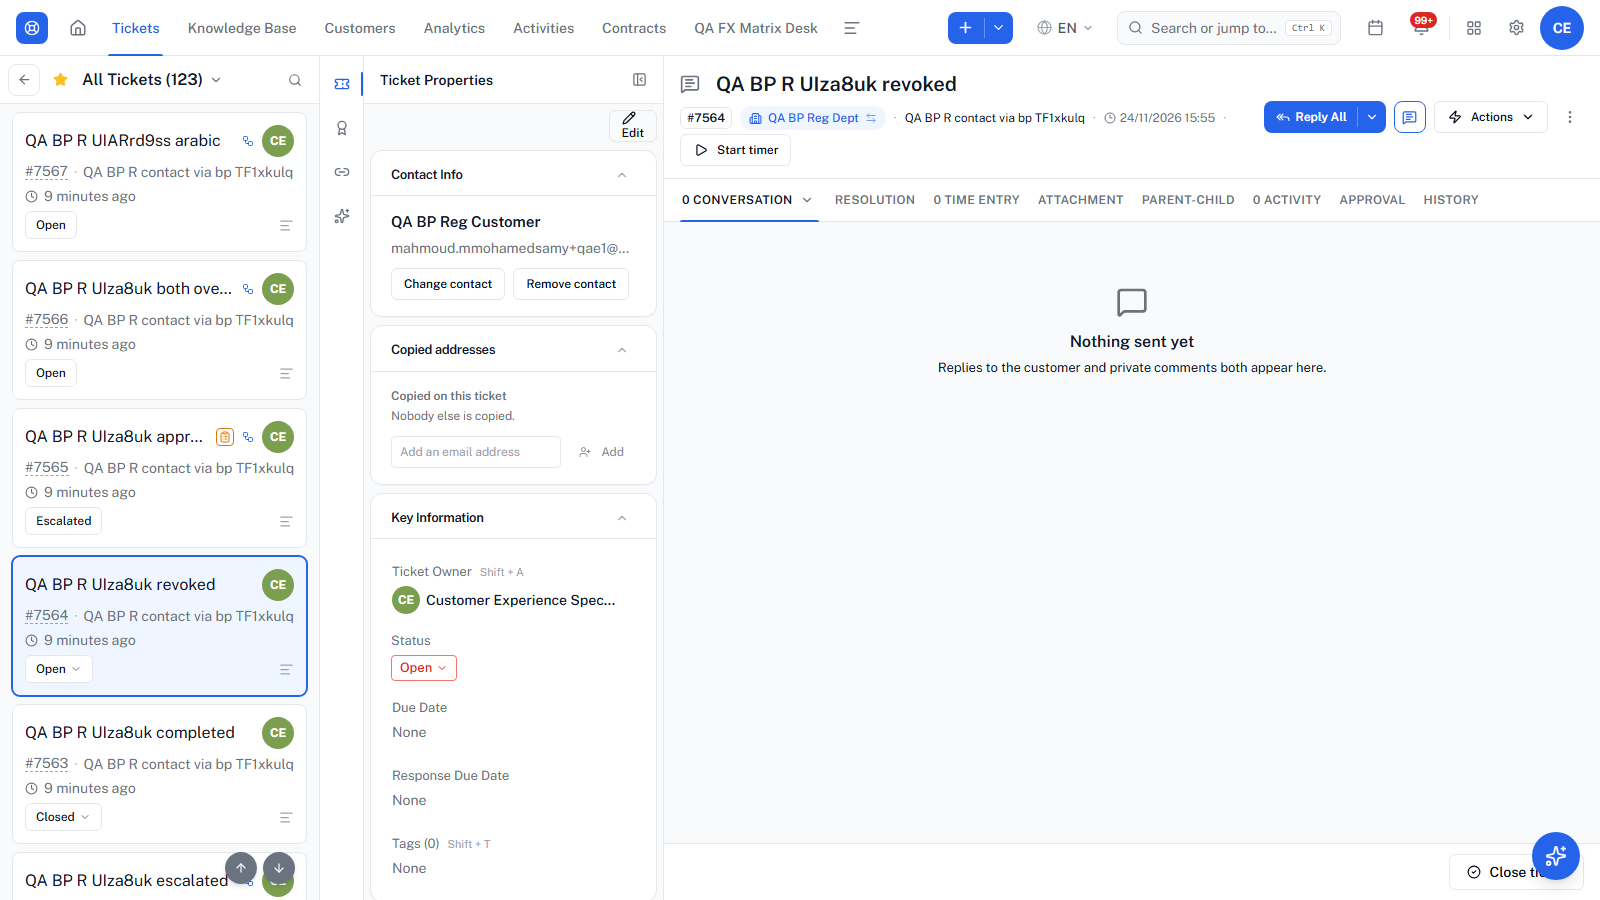 Tickets
Knowledge Base
Customers
Analytics
Activities
Contracts
QA FX Matrix Desk
EN
Search or jump to...
Ctrl K
99+
CE
All Tickets (123)
QA BP R UIARrd9ss arabic
CE
#7567 · QA BP R contact via bp TF1xkulq
9 minutes ago
Open
QA BP R UIza8uk both ove...
CE
#7566 · QA BP R contact via bp TF1xkulq
9 minutes ago
Open
QA BP R UIza8uk appr...
CE
#7565 · QA BP R contact via bp TF1xkulq
9 minutes ago
Escalated
QA BP R UIza8uk revoked
CE
#7564 · QA BP R contact via bp TF1xkulq
9 minutes ago
Open
QA BP R UIza8uk completed
CE
#7563 · QA BP R contact via bp TF1xkulq
9 minutes ago
Closed
QA BP R UIza8uk escalated
Ticket Properties
Edit
Contact Info
QA BP Reg Customer
mahmoud.mmohamedsamy+qae1@...
Change contact
Remove contact
Copied addresses
Copied on this ticket
Nobody else is copied.
Add an email address
Add
Key Information
Ticket Owner Shift + A
CE Customer Experience Spec...
Status
Open
Due Date
None
Response Due Date
None
Tags (0) Shift + T
None
QA BP R UIza8uk revoked
#7564
QA BP Reg Dept
· QA BP R contact via bp TF1xkulq · 24/11/2026 15:55 ·
Start timer
Reply All
Actions
0 CONVERSATION
RESOLUTION
0 TIME ENTRY
ATTACHMENT
PARENT-CHILD
0 ACTIVITY
APPROVAL
HISTORY
Nothing sent yet
Replies to the customer and private comments both appear here.
Close